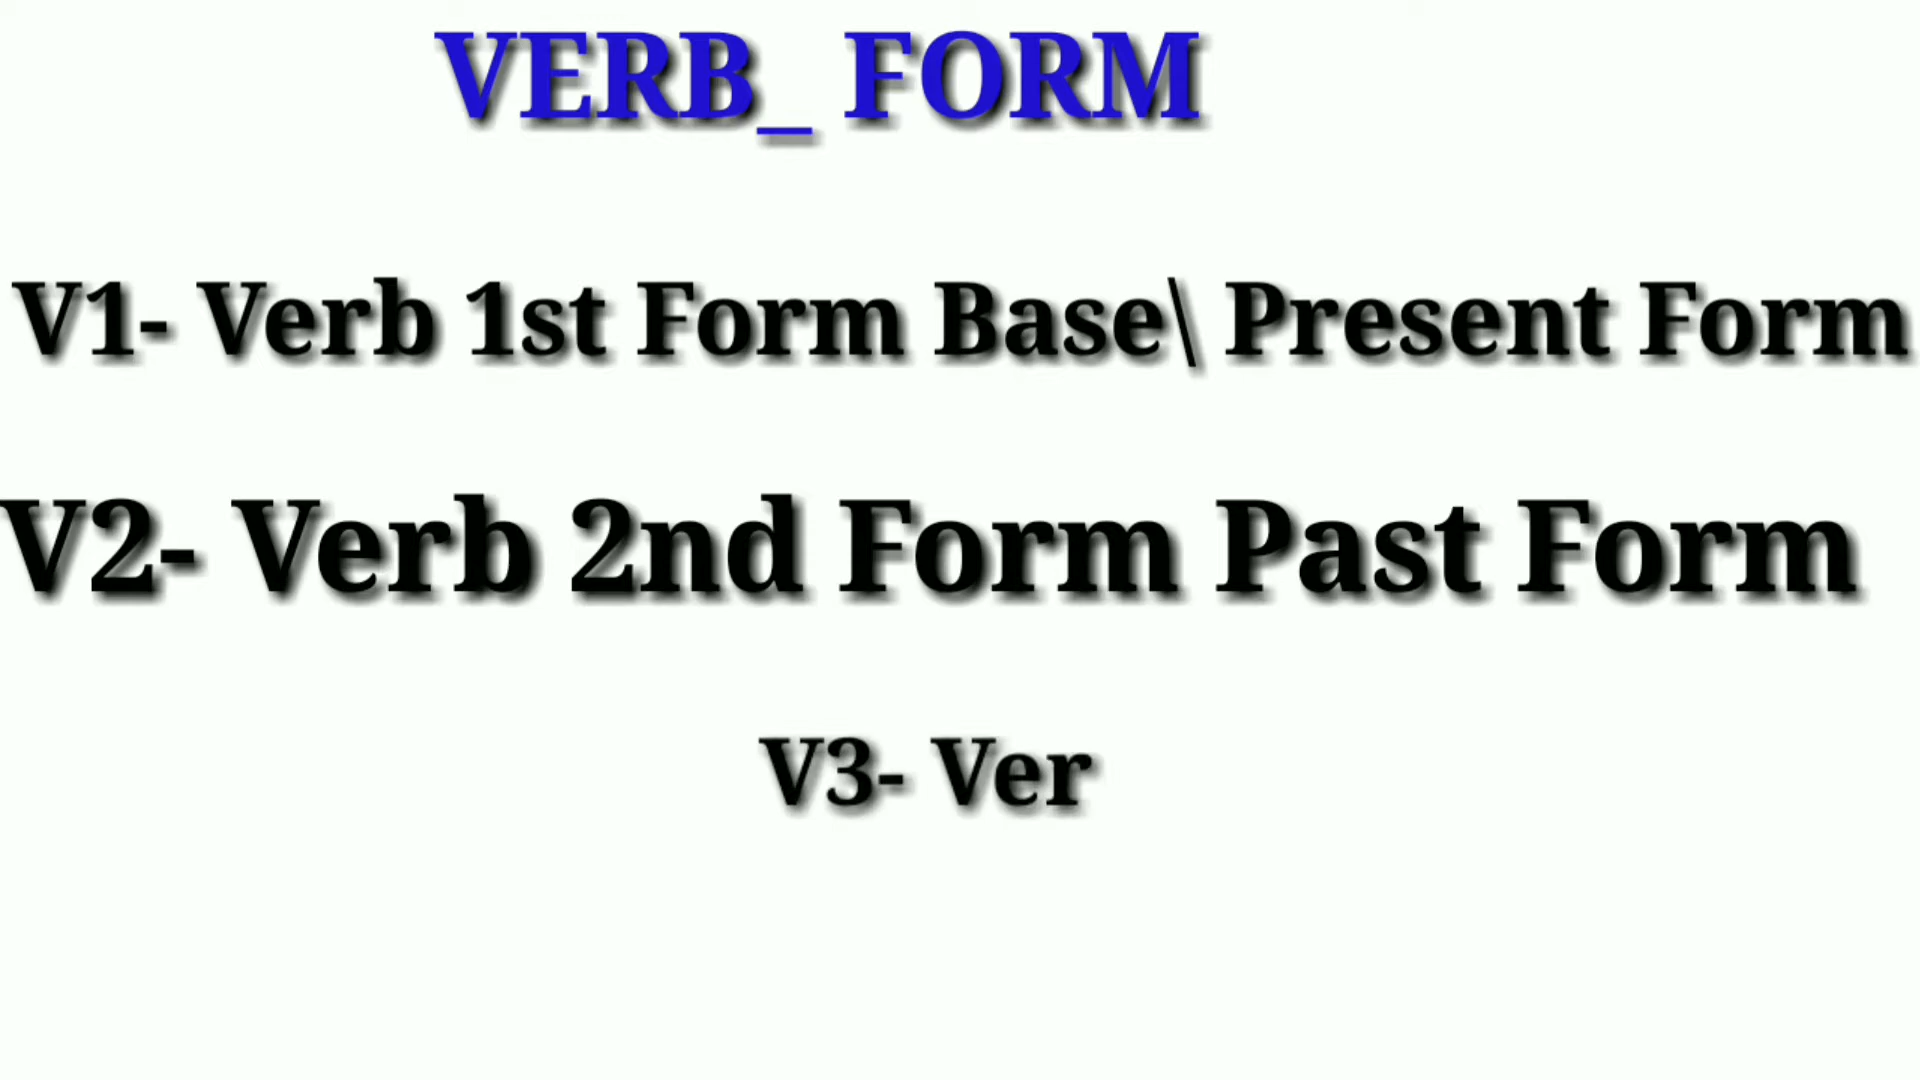 VERB_ FORM
V1- Verb 1st Form Base\ Present Form
V2- Verb 2nd Form Past Form
V3- Ver